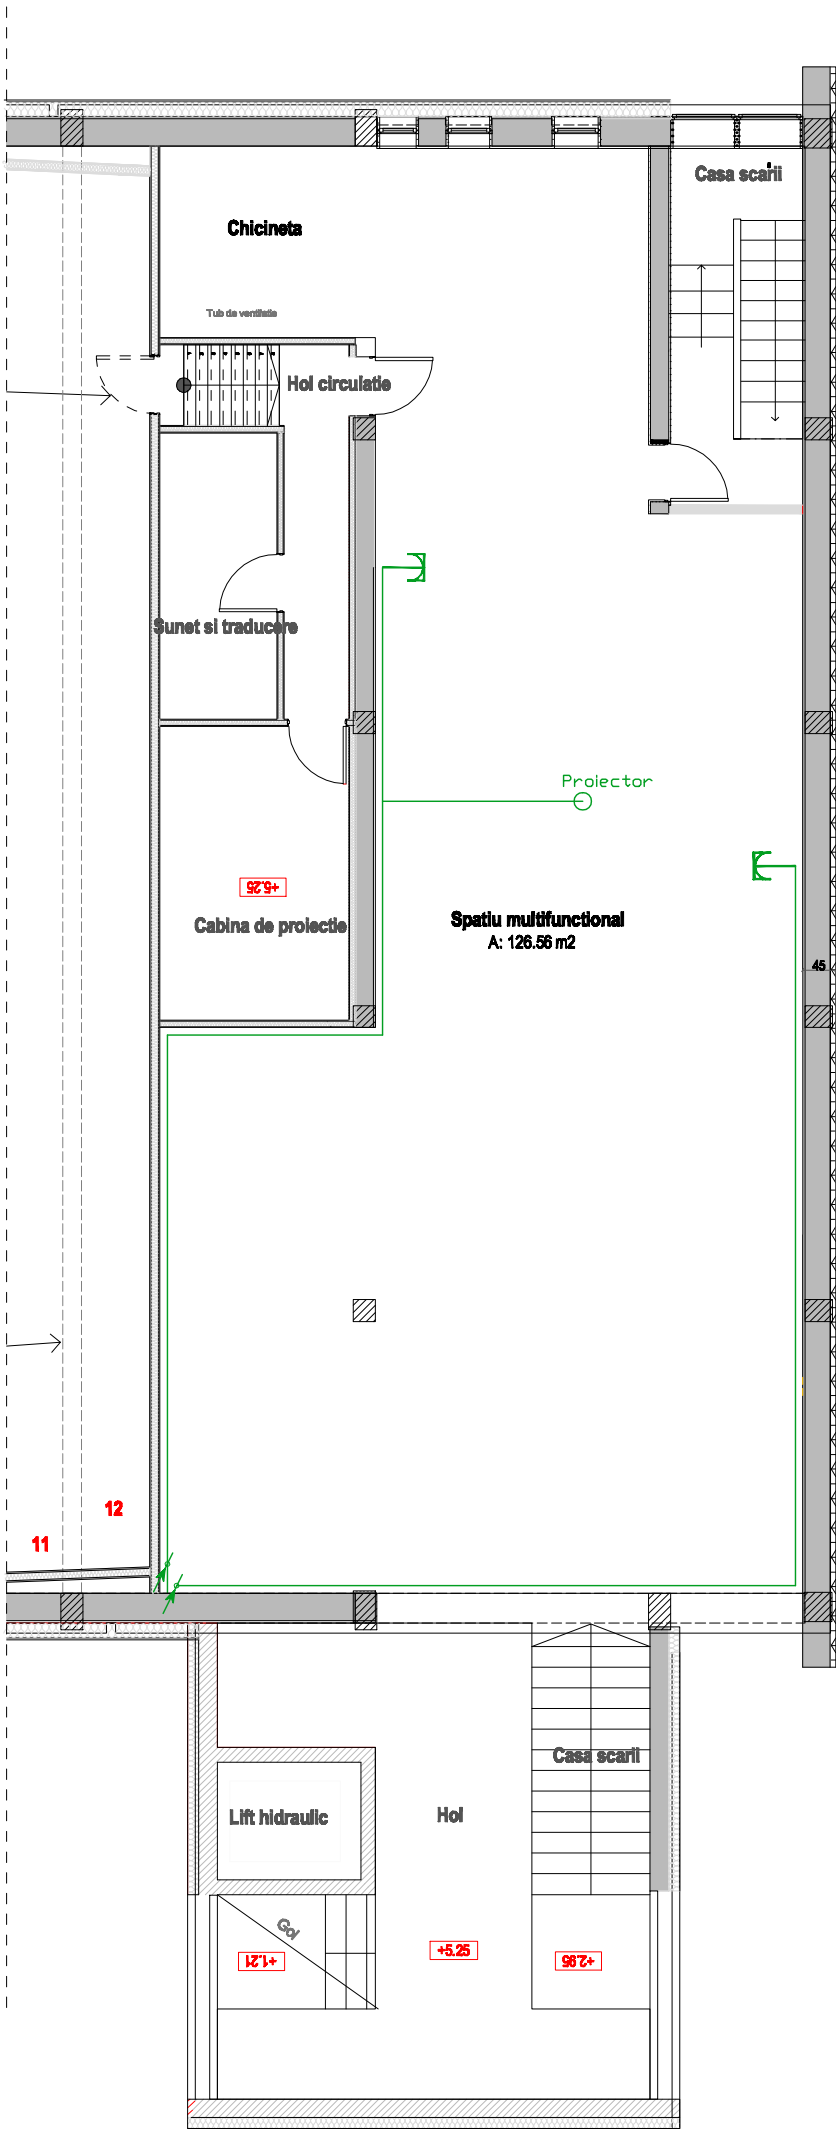 Casa scarii
Chicineta
Tub de ventilatie
Hol circulatie
Sunet si traducere
Proiector
+5.25
Cabina de proiectie
Spatiu multifunctional
A: 126.56 m2
45
12
11
Casa scarii
Lift hidraulic
Hol
Gol
+1.21
+5.25
+2.95